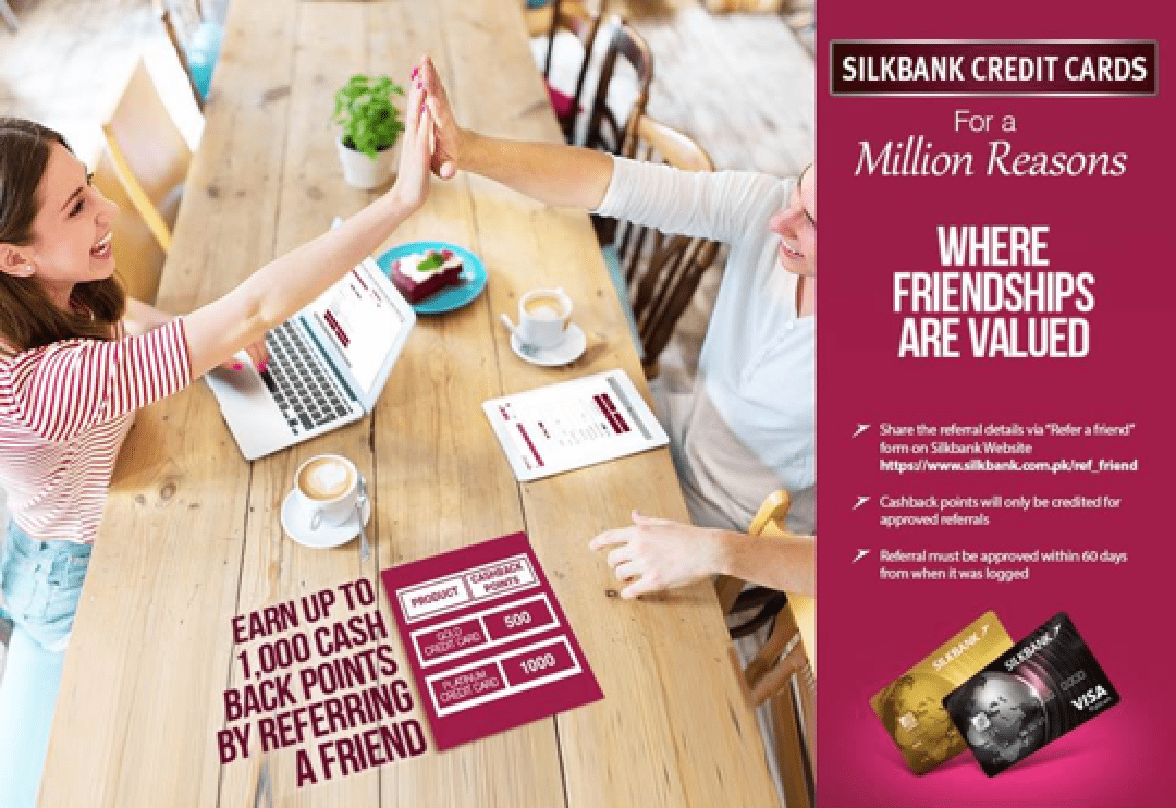 SILKBANK CREDIT CARDS
For a
Million Reasons
WHERE
FRIENDSHIPS
ARE VALUED
Share the referral details via "Refer a friend"
form on Silkbank Website
https://www.silkbank.com.pk/ref_friend
Cashback points will only be credited for
approved referrals
Referral must be approved within 60 days
from when it was logged
EARN UP TO
1,000 CASH
BACK POINTS
BY REFERRING
A FRIEND
PRODUCT
CASHBACK
POINTS
GOLD
CREDIT CARD
500
PLATINUM
CREDIT CARD
1000
SILKBANK
SILKBANK
VISA